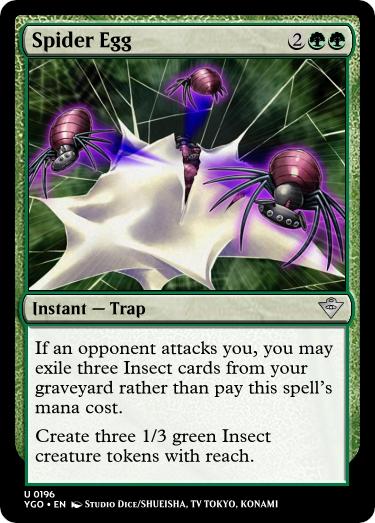 Spider Egg 2
Instant — Trap
If an opponent attacks you, you may
exile three Insect cards from your
graveyard rather than pay this spell's
mana cost.
Create three 1/3 green Insect
creature tokens with reach.
U 0196
YGO • EN Studio Dice/SHUEISHA, TV TOKYO, KONAMI